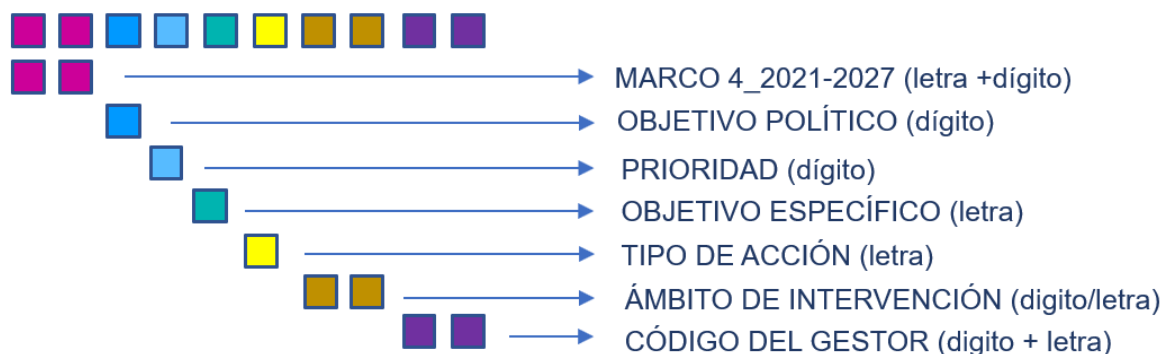 MARCO 4_2021-2027 (letra +dígito)
OBJETIVO POLÍTICO (dígito)
PRIORIDAD (dígito)
OBJETIVO ESPECÍFICO (letra)
TIPO DE ACCIÓN (letra)
ÁMBITO DE INTERVENCIÓN (digito/letra)
CÓDIGO DEL GESTOR (digito + letra)